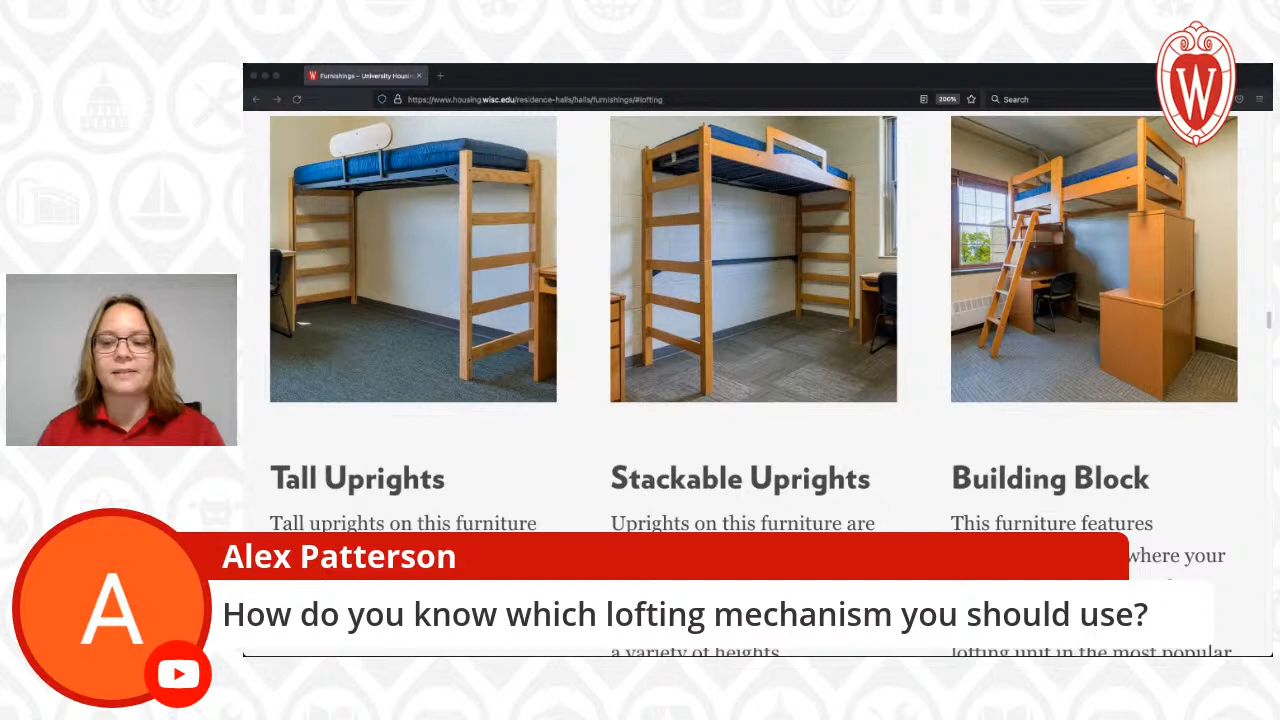 W
Furnishings – University Housin
https://www.housing.wisc.edu/residence-halls/halls/furnishings/#lofting
200%
Search
W
Tall Uprights
Stackable Uprights
Building Block
Tall uprights on this furniture
Uprights on this furniture are
This furniture features
where your
a variety of heights
lofting unit in the most popular
Alex Patterson
How do you know which lofting mechanism you should use?
A